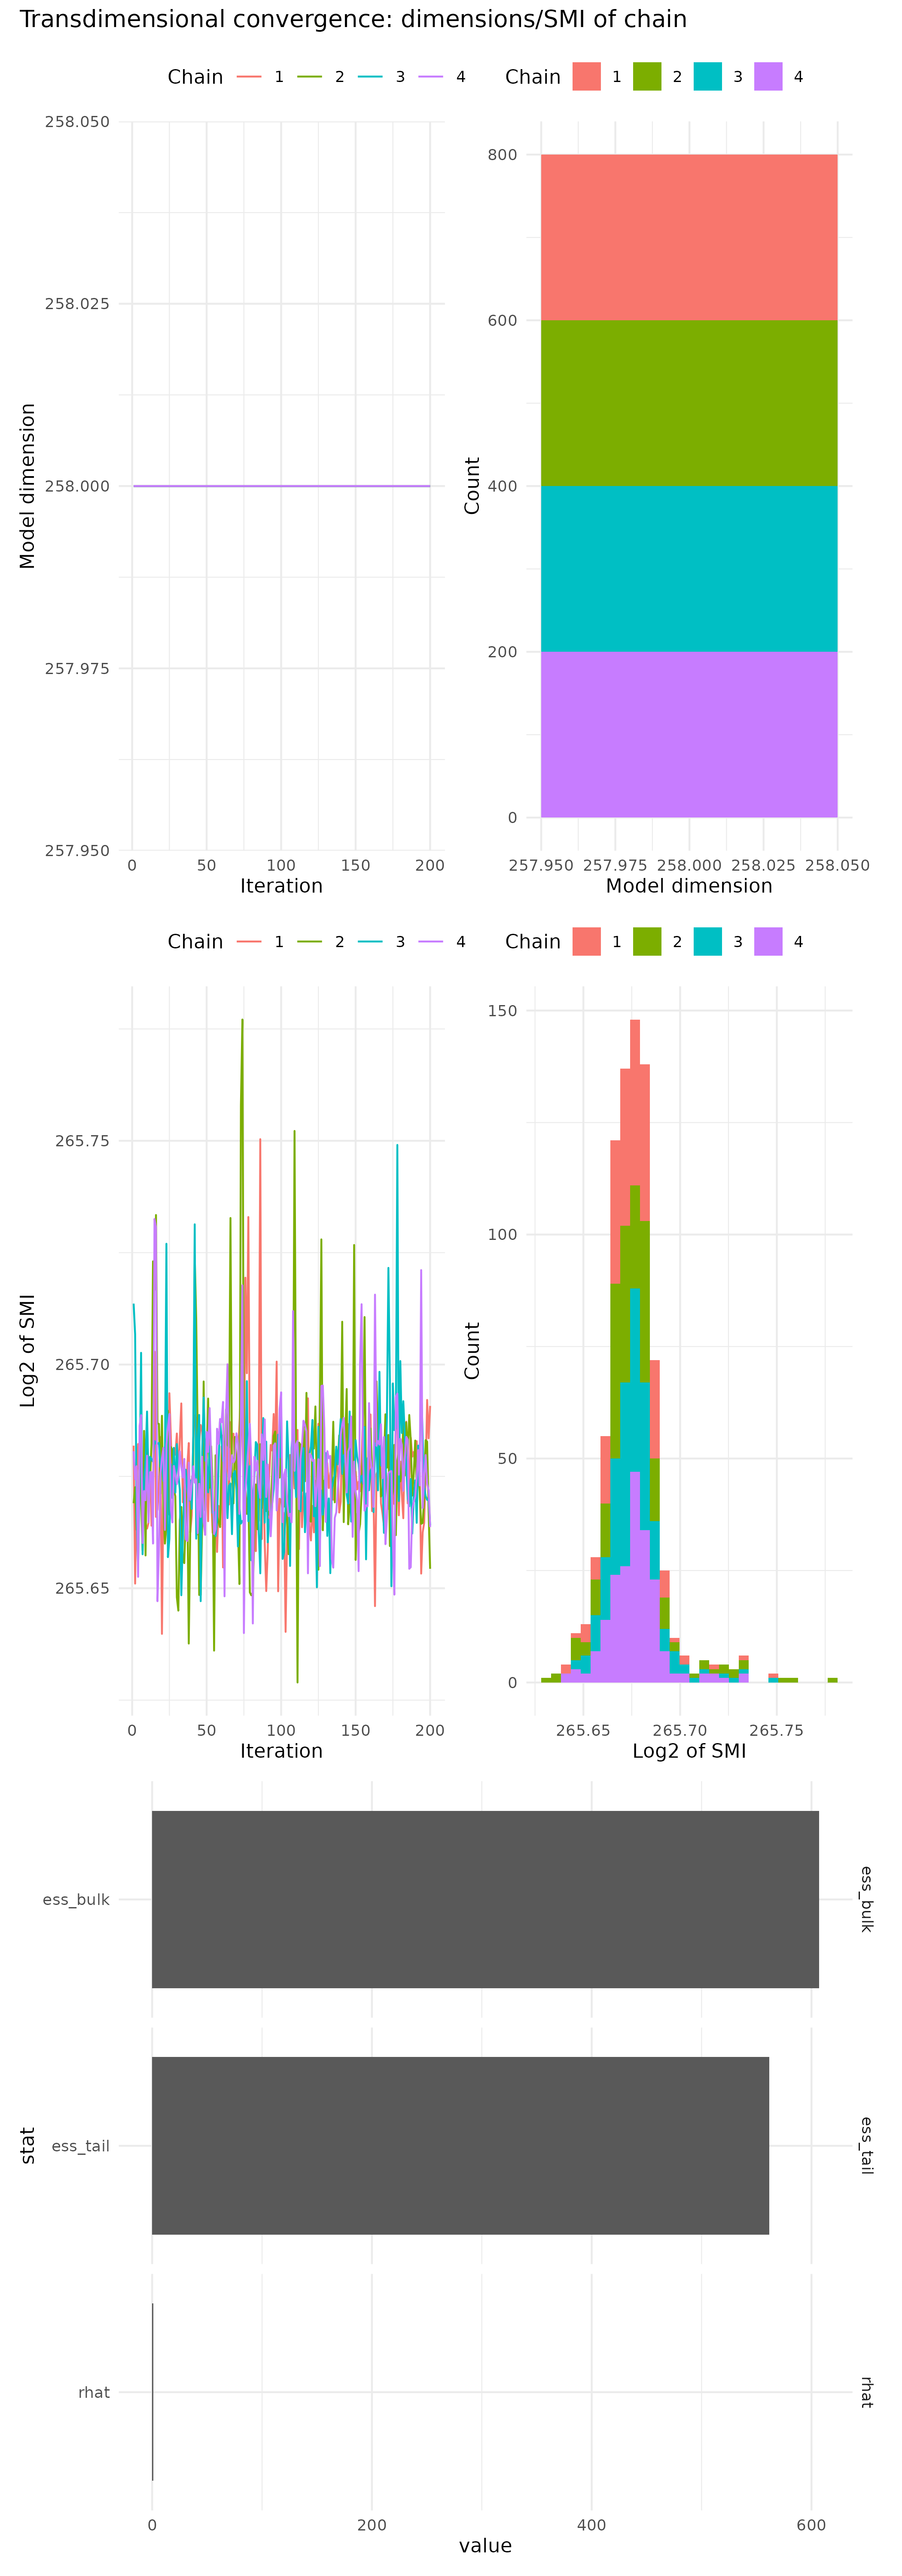 Transdimensional convergence: dimensions/SMI of chain
Chain 1 2 3 4
Chain 1 2 3 4
258.050
258.025
258.000
257.975
257.950
Model dimension
0 50 100 150 200
Iteration
800
600
400
200
0
Count
257.950 257.975 258.000 258.025 258.050
Model dimension
Chain 1 2 3 4
Chain 1 2 3 4
265.75
265.70
265.65
Log2 of SMI
0 50 100 150 200
Iteration
150
100
50
0
Count
265.65 265.70 265.75
Log2 of SMI
stat
ess_bulk
ess_bulk
ess_tail
ess_tail
rhat
rhat
0 200 400 600
value